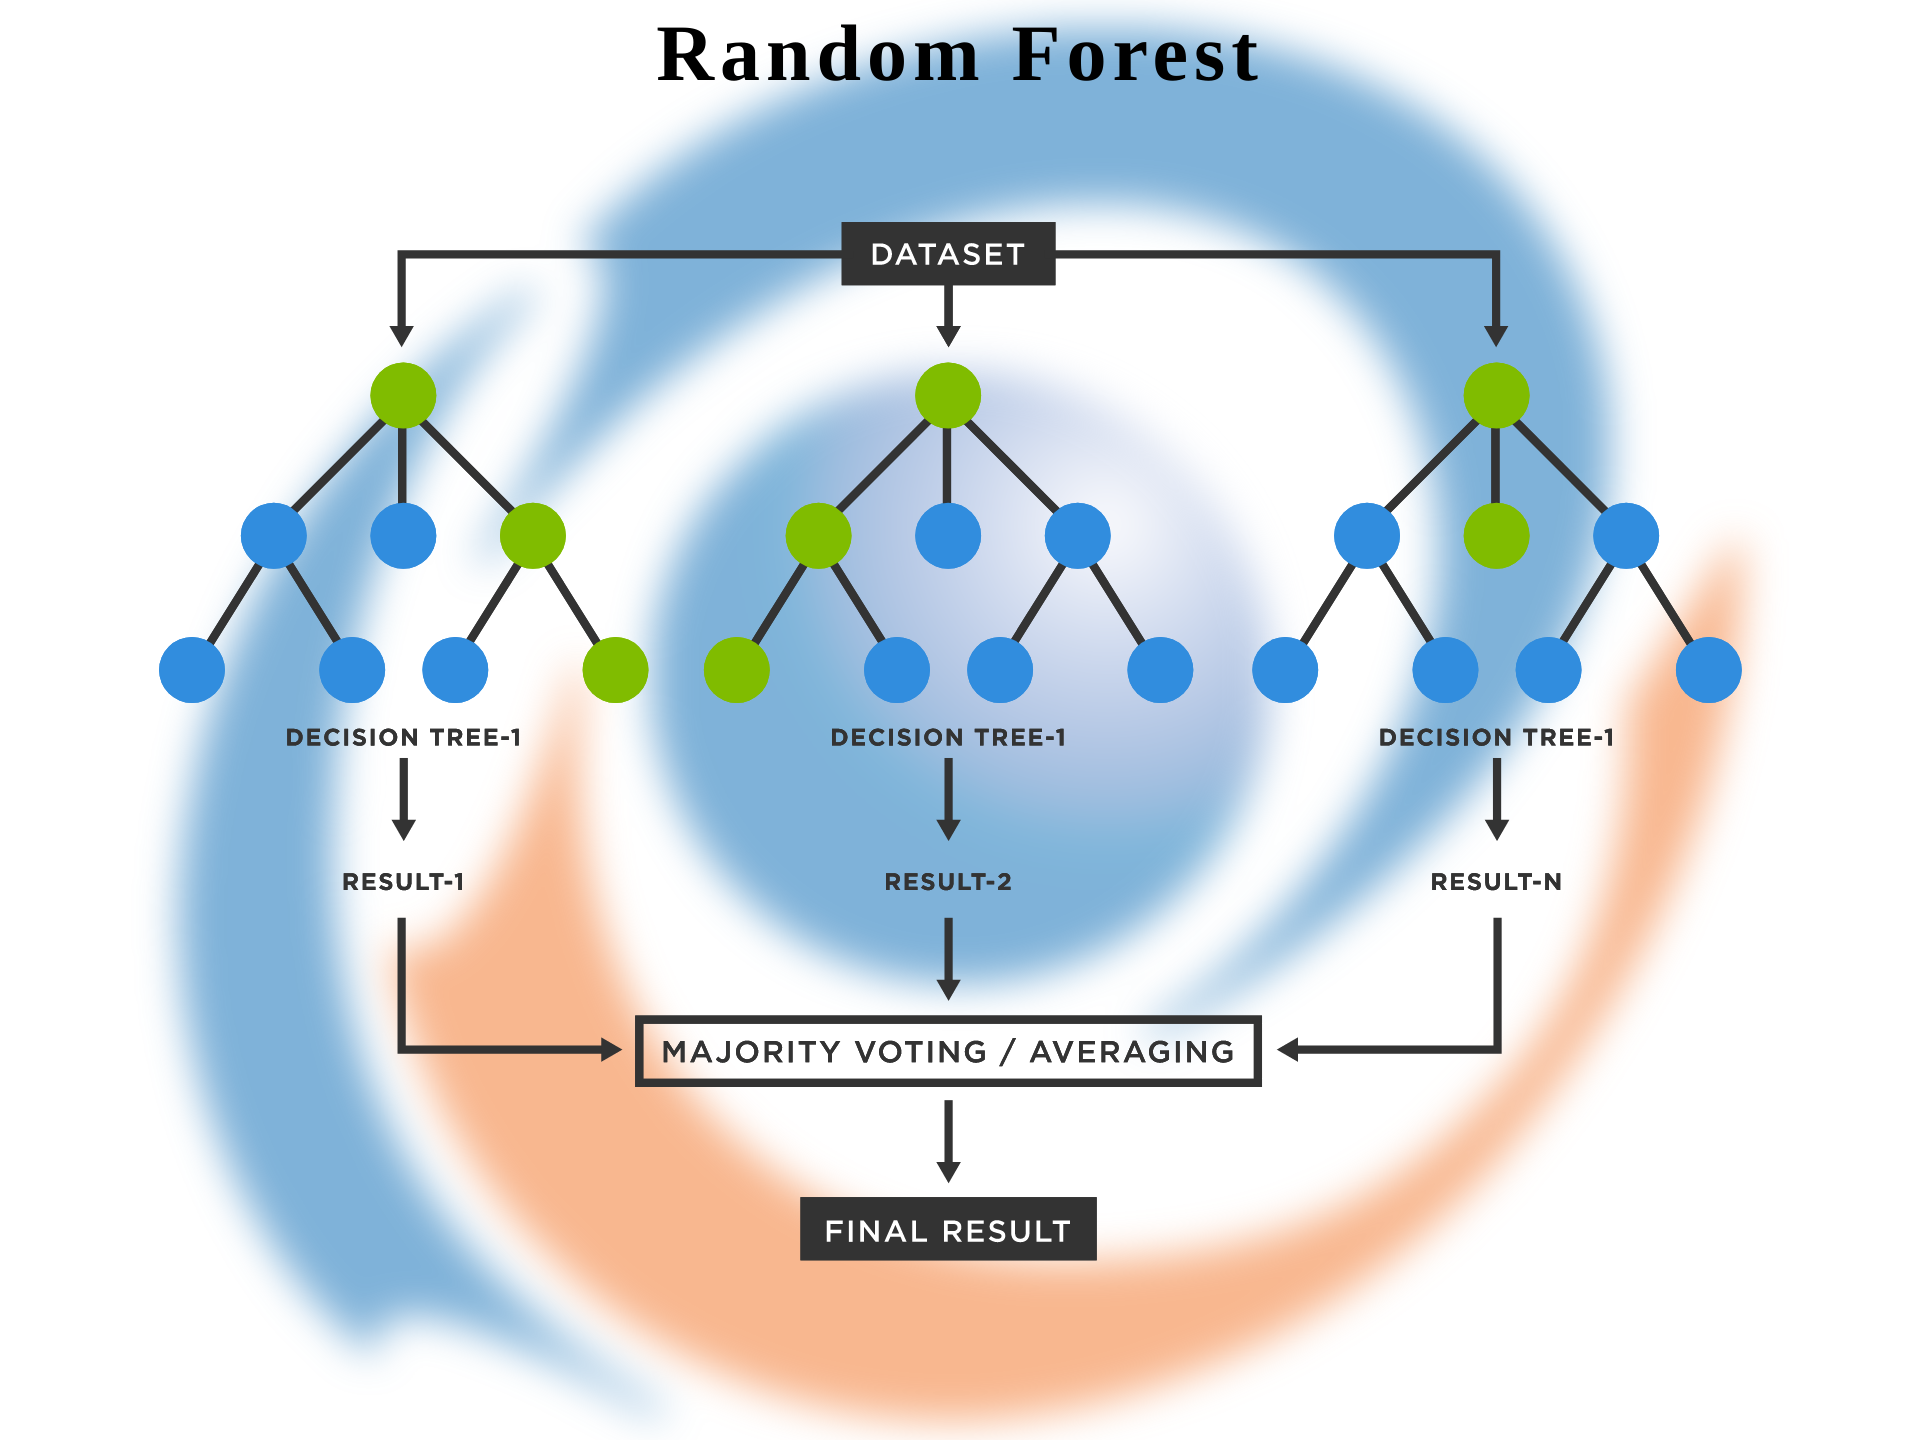 Random Forest
DATASET
DECISION TREE-1
DECISION TREE-1
DECISION TREE-1
RESULT-1
RESULT-2
RESULT-N
MAJORITY VOTING / AVERAGING
FINAL RESULT